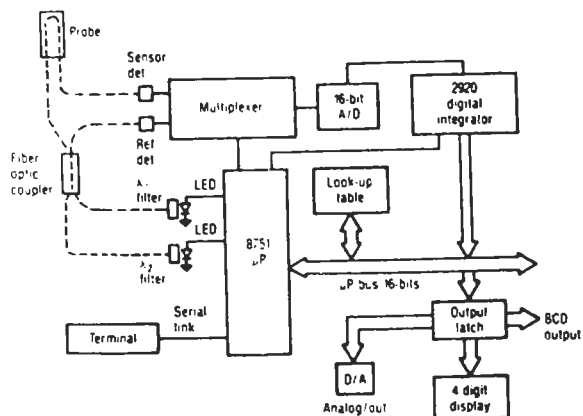 Probe
Sensor
det
Multiplexer
16-bit
A/D
2920
digital
integrator
Ref
det
Fiber
optic
coupler
λ1
filter
LED
Look-up
table
LED
8751
μP
λ2
filter
μP bus 16-bits
Serial
link
Terminal
Output
latch
BCD
output
D/A
Analog/out
4 digit
display